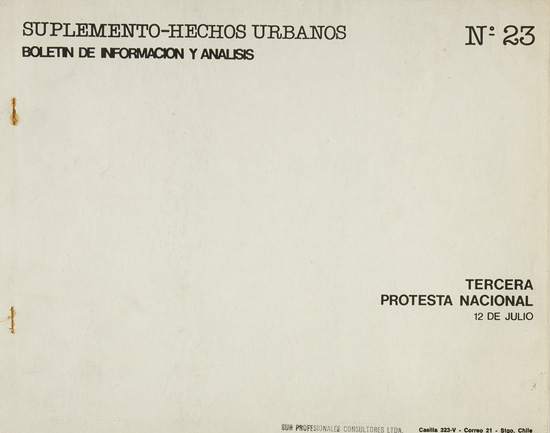 SUPLEMENTO-HECHOS URBANOS
Nº 23
BOLETIN DE INFORMACION Y ANALISIS
TERCERA
PROTESTA NACIONAL
12 DE JULIO
SUR PROFESIONALES CONSULTORES LTDA.
Casilla 323-V - Correo 21 - Stgo. Chile